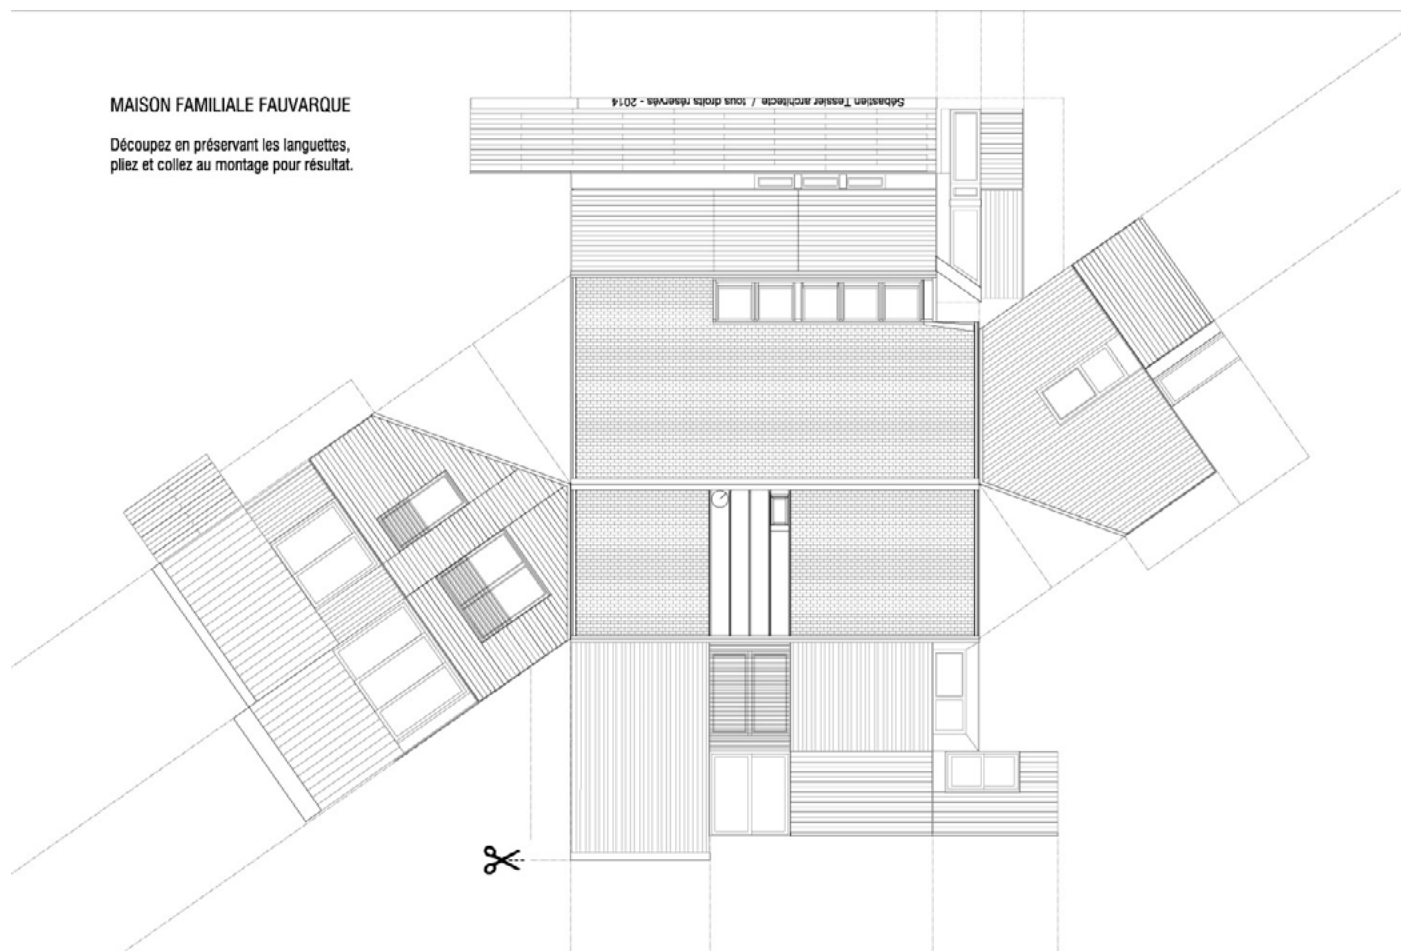 MAISON FAMILIALE FAUVARQUE
Découpez en préservant les languettes,
pliez et collez au montage pour résultat.
Sébastien Tessier architecte / tous droits réservés - 2014